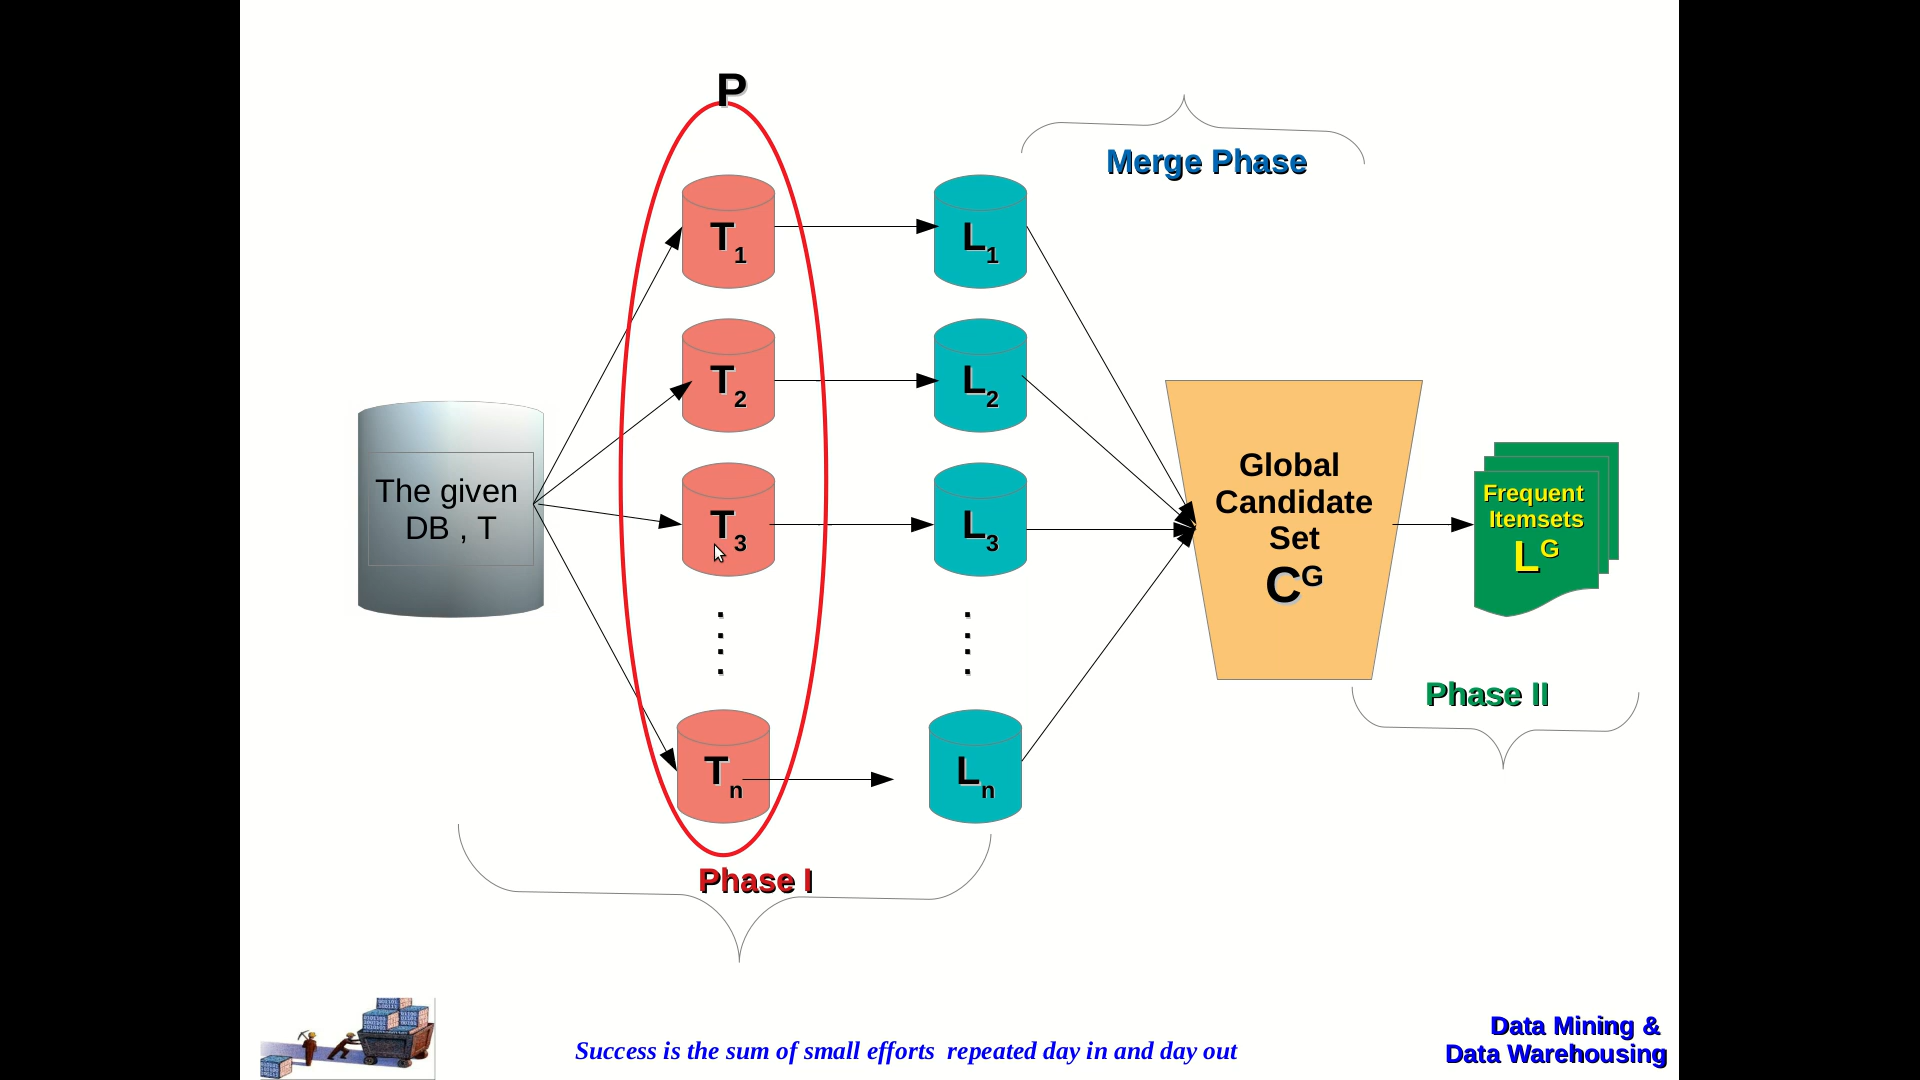 P
Merge Phase
T1
L1
T2
L2
The given
DB , T
T3
L3
Global
Candidate
Set
CG
Frequent
Itemsets
LG
Phase II
Tn
Ln
Phase I
Success is the sum of small efforts repeated day in and day out
Data Mining &
Data Warehousing